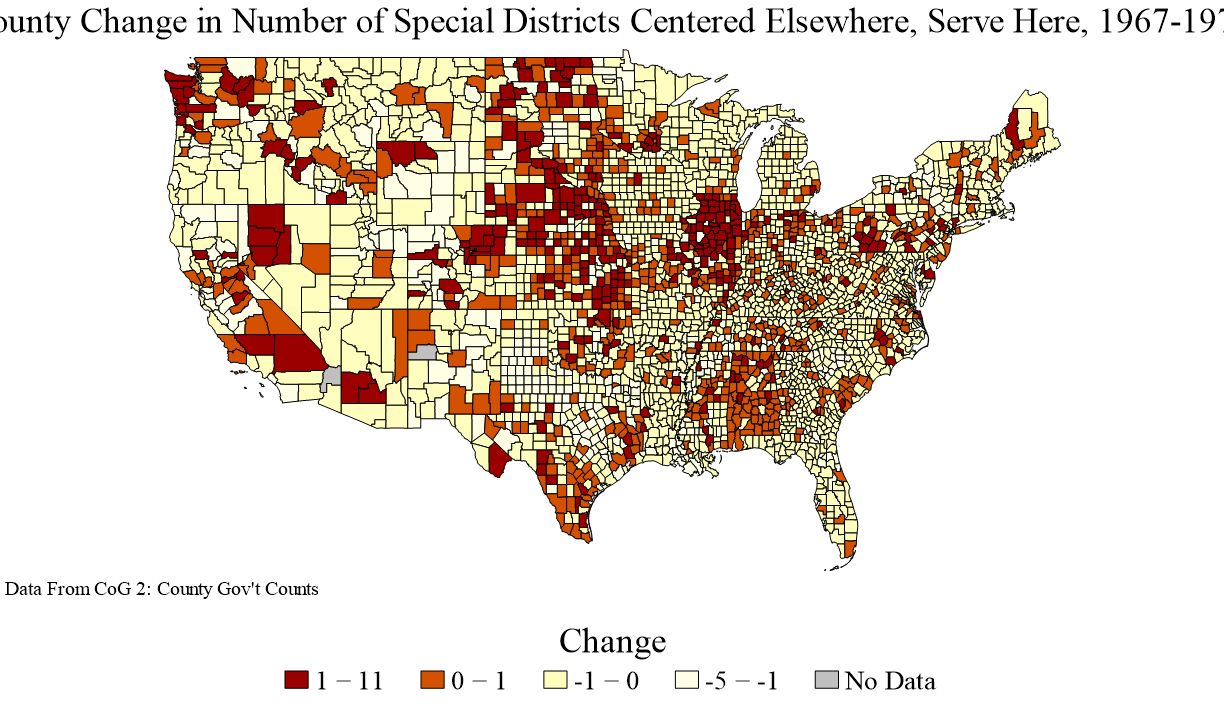 ounty Change in Number of Special Districts Centered Elsewhere, Serve Here, 1967-197
Data From CoG 2: County Gov't Counts
Change
1 − 11 0 − 1 -1 − 0 -5 − -1 No Data